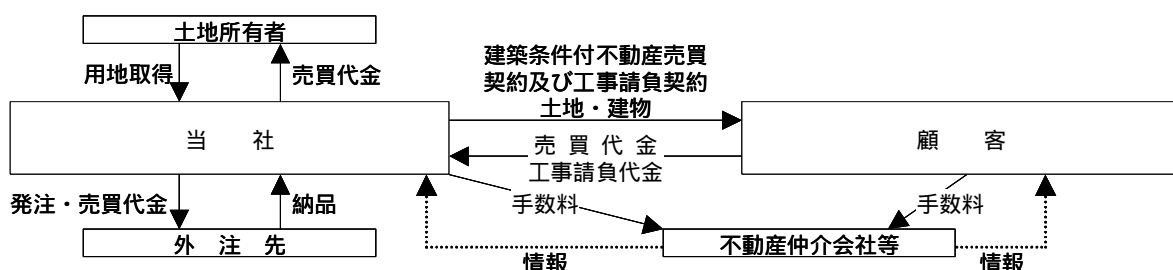 土地所有者
用地取得
売買代金
建築条件付不動産売買
契約及び工事請負契約
土地・建物
当 社
売買代金
工事請負代金
顧 客
発注・売買代金
納品
手数料
手数料
外 注 先
不動産仲介会社等
情報
情報